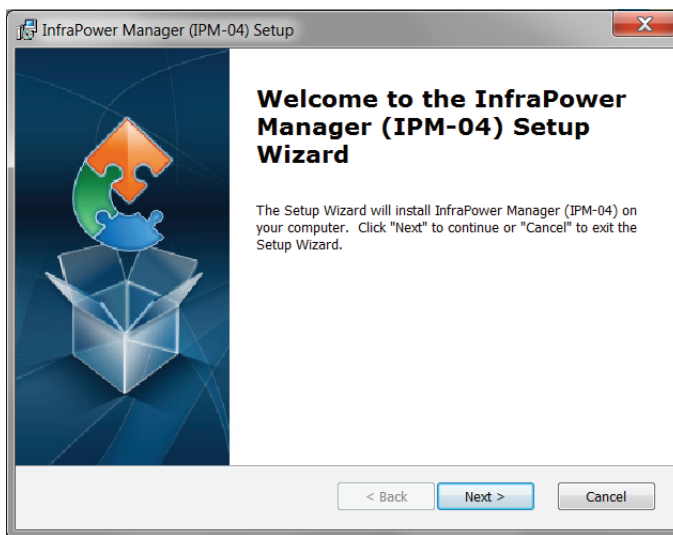 InfraPower Manager (IPM-04) Setup
Welcome to the InfraPower
Manager (IPM-04) Setup
Wizard
The Setup Wizard will install InfraPower Manager (IPM-04) on
your computer. Click "Next" to continue or "Cancel" to exit the
Setup Wizard.
< Back Next > Cancel